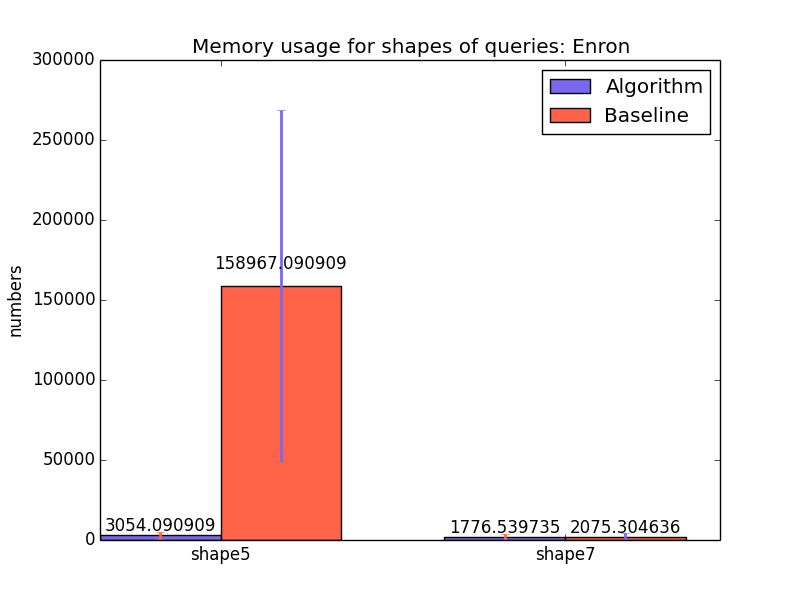 Memory usage for shapes of queries: Enron
300000
250000
200000
150000
100000
50000
0
numbers
Algorithm
Baseline
158967.090909
3054.090909
1776.539735
2075.304636
shape5
shape7